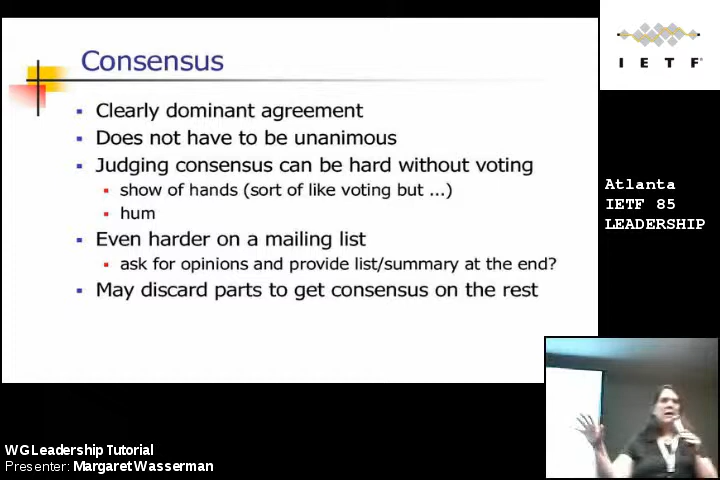 Consensus
Clearly dominant agreement
Does not have to be unanimous
Judging consensus can be hard without voting
show of hands (sort of like voting but ...)
hum
Even harder on a mailing list
ask for opinions and provide list/summary at the end?
May discard parts to get consensus on the rest
I E T F®
Atlanta
IETF 85
LEADERSHIP
WG Leadership Tutorial
Presenter: Margaret Wasserman